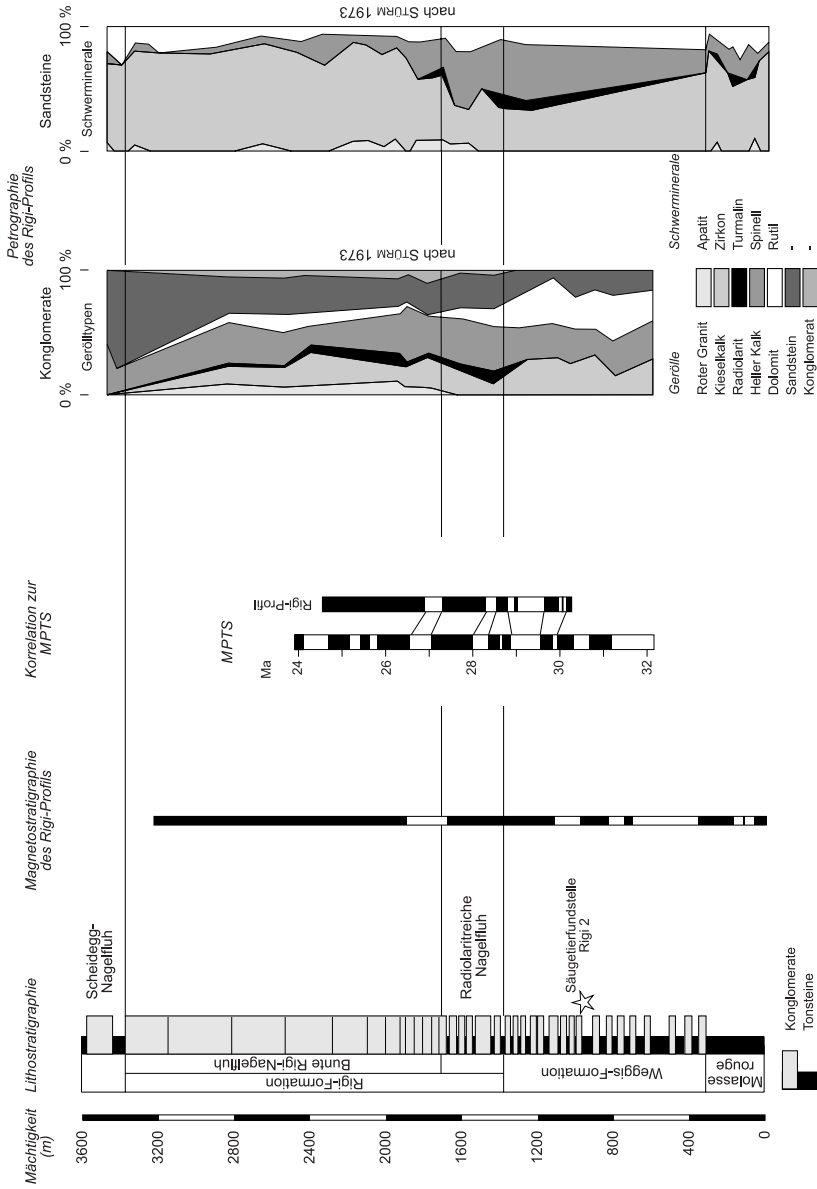 Mächtigkeit
(m)
3600
3200
2800
2400
2000
1600
1200
800
400
0
Lithostratigraphie
Scheidegg-
Nagelfluh
Bunte Rigi-Nagelfluh
Rigi-Formation
Radiolaritreiche
Nagelfluh
Weggis-Formation
Säugetierfundstelle
Rigi 2
Molasse
rouge
Konglomerate
Tonsteine
Magnetostratigraphie
des Rigi-Profils
Korrelation zur
MPTS
Ma
MPTS
Rigi-Profil
24
26
28
30
32
Petrographie
des Rigi-Profils
Konglomerate
Gerölltypen
0 %
100 %
nach STÜRM 1973
Sandsteine
Schwerminerale
0 %
100 %
nach STÜRM 1973
Gerölle
Schwerminerale
Roter Granit
Apatit
Kieselkalk
Zirkon
Radiolarit
Turmalin
Heller Kalk
Spinell
Dolomit
Rutil
Sandstein
-
Konglomerat
-